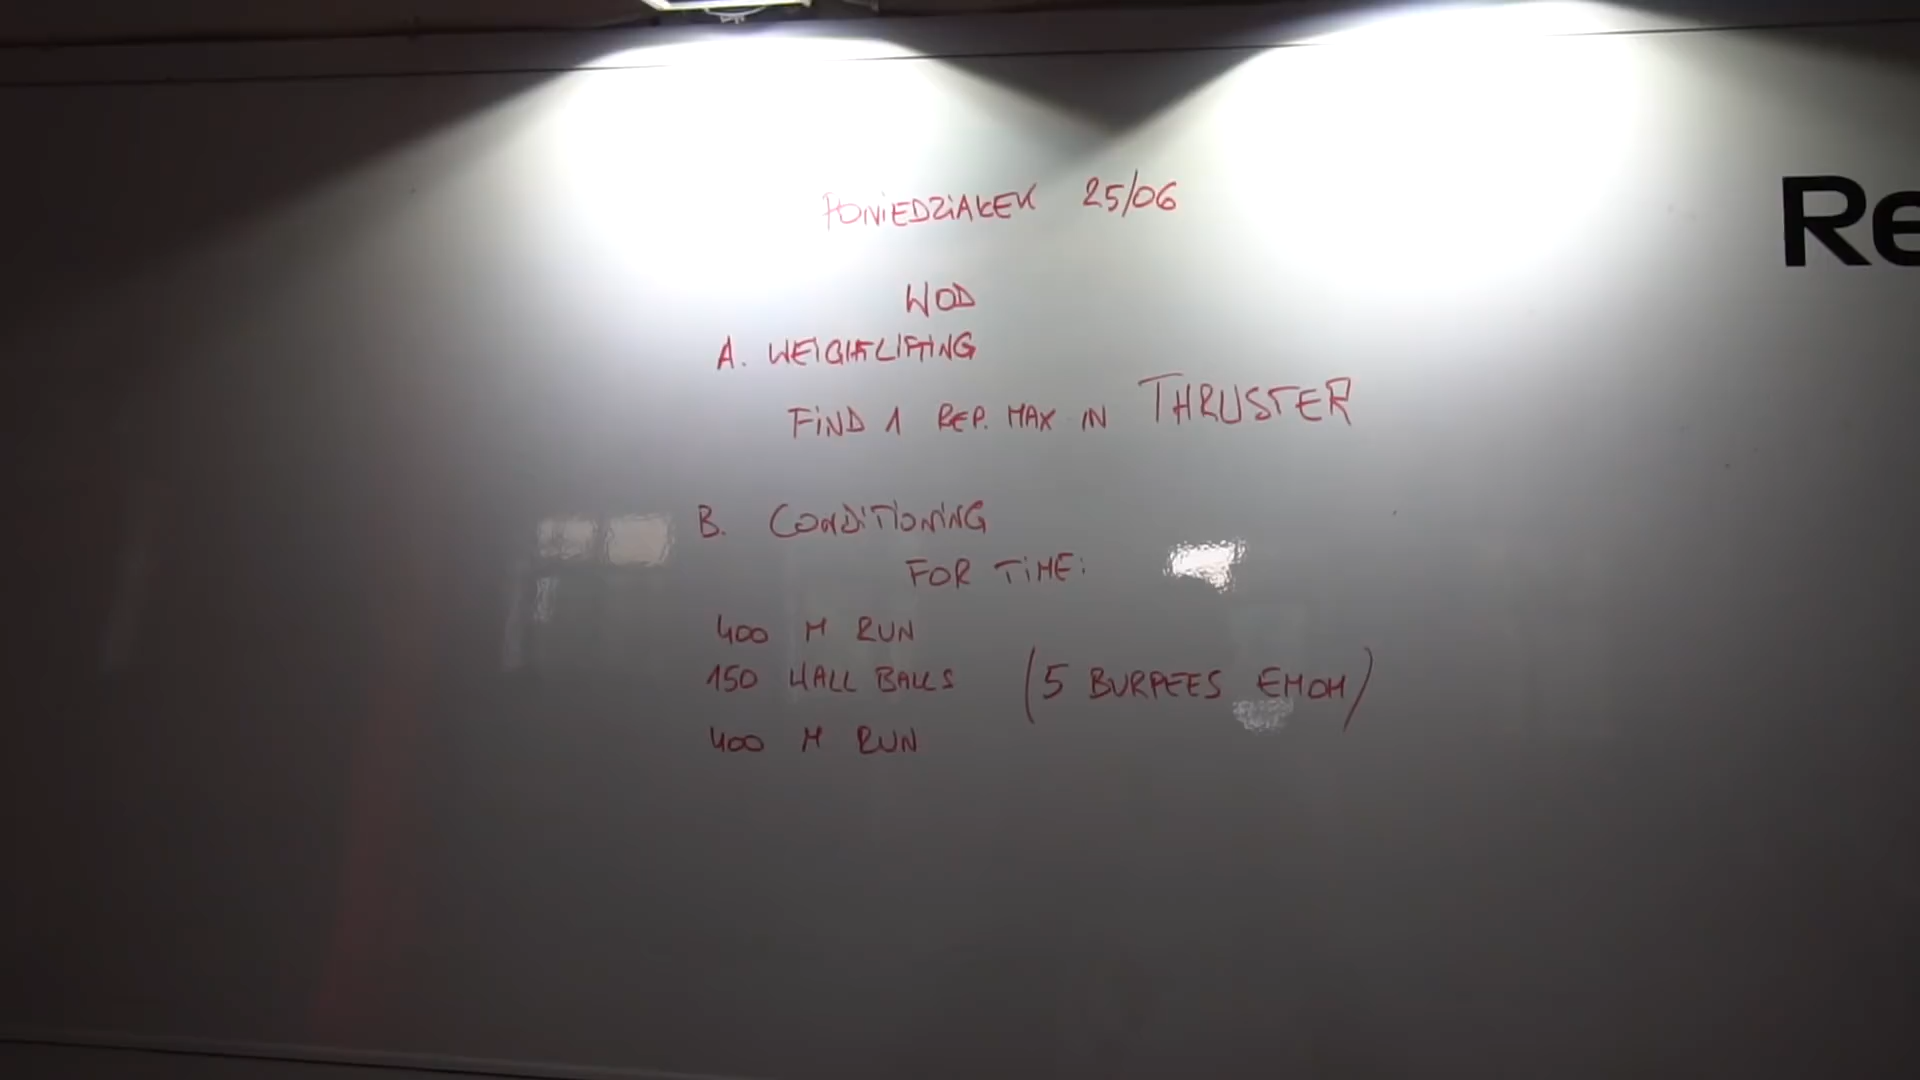 PONIEDZIAŁEK 25/06
Re
WOD
A. WEIGHTLIFTING
FIND 1 REP. MAX IN THRUSTER
B. CONDITIONING
FOR TIME:
400 M RUN
150 WALL BALLS (5 BURPEES EMOM)
400 M RUN